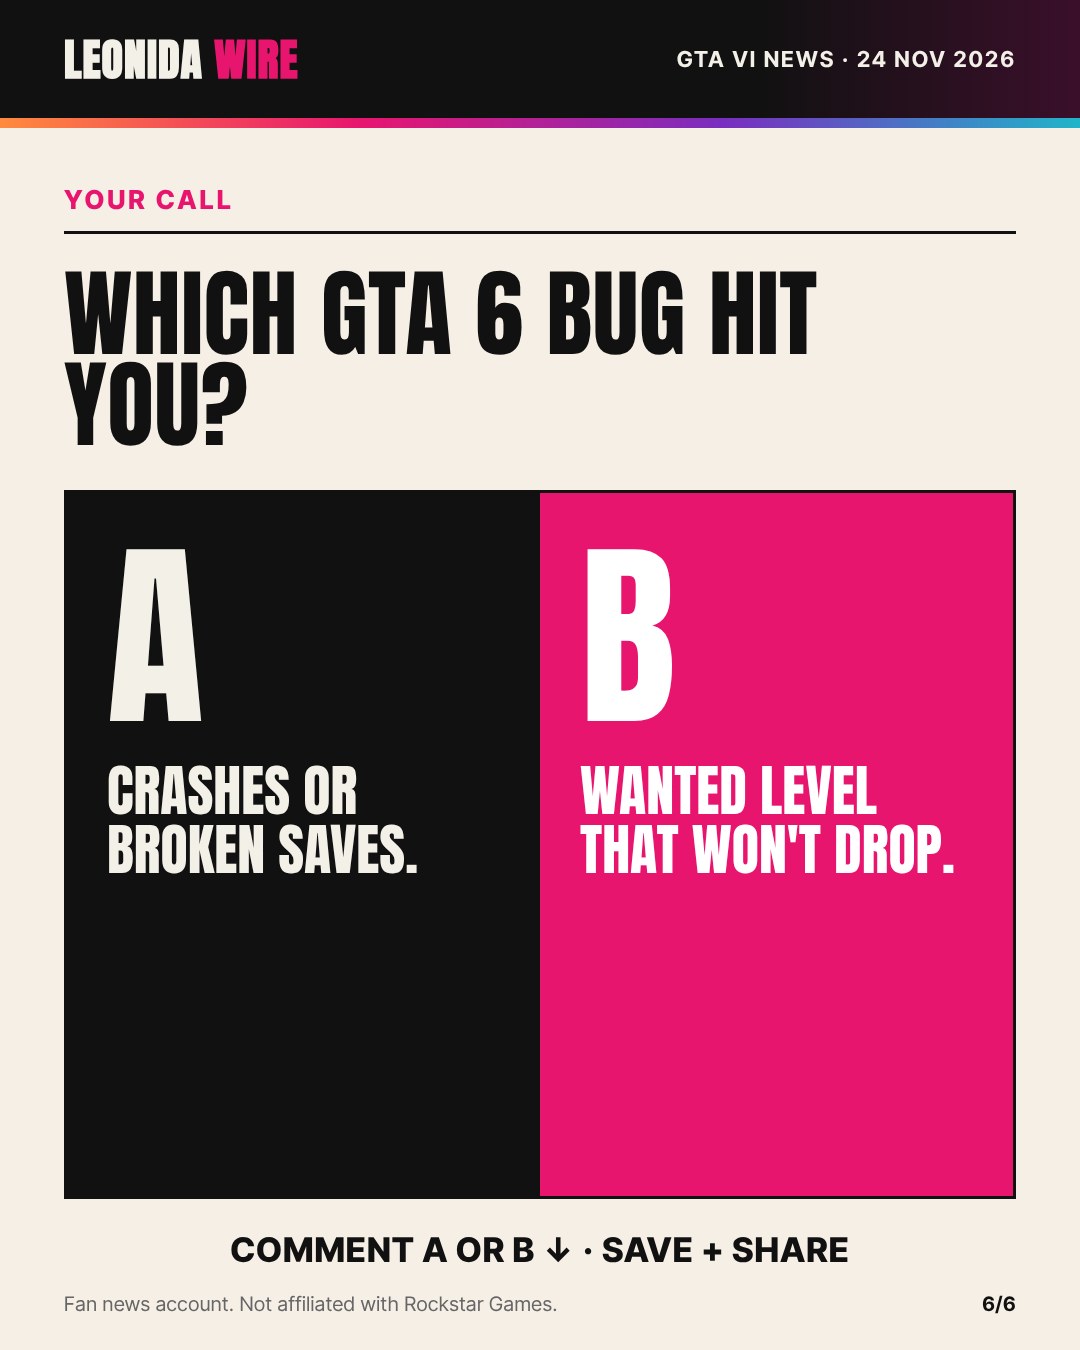 LEONIDA WIRE
GTA VI NEWS · 24 NOV 2026
YOUR CALL
WHICH GTA 6 BUG HIT
YOU?
A
CRASHES OR
BROKEN SAVES.
B
WANTED LEVEL
THAT WON'T DROP.
COMMENT A OR B ↓ · SAVE + SHARE
Fan news account. Not affiliated with Rockstar Games.
6/6